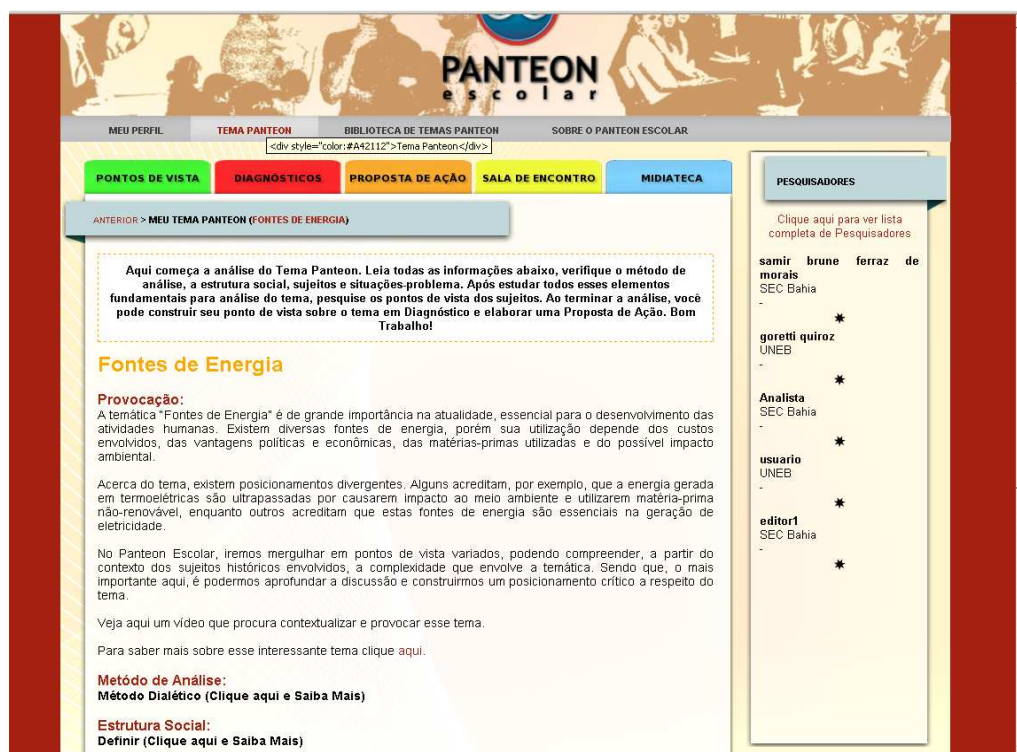 PANTEON
escolar
MEU PERFIL
TEMA PANTEON
BIBLIOTECA DE TEMAS PANTEON
SOBRE O PANTEON ESCOLAR
<div style="color:#A42112">Tema Panteon</div>
PONTOS DE VISTA
DIAGNÓSTICOS
PROPOSTA DE AÇÃO
SALA DE ENCONTRO
MIDIATECA
ANTERIOR > MEU TEMA PANTEON (FONTES DE ENERGIA)
Aqui começa a análise do Tema Panteon. Leia todas as informações abaixo, verifique o método de
análise, a estrutura social, sujeitos e situações-problema. Após estudar todos esses elementos
fundamentais para análise do tema, pesquise os pontos de vista dos sujeitos. Ao terminar a análise, você
pode construir seu ponto de vista sobre o tema em Diagnóstico e elaborar uma Proposta de Ação. Bom
Trabalho!
Fontes de Energia
Provocação:
A temática "Fontes de Energia" é de grande importância na atualidade, essencial para o desenvolvimento das
atividades humanas. Existem diversas fontes de energia, porém sua utilização depende dos custos
envolvidos, das vantagens políticas e econômicas, das matérias-primas utilizadas e do possível impacto
ambiental.
Acerca do tema, existem posicionamentos divergentes. Alguns acreditam, por exemplo, que a energia gerada
em termoelétricas são ultrapassadas por causarem impacto ao meio ambiente e utilizarem matéria-prima
não-renovável, enquanto outros acreditam que estas fontes de energia são essenciais na geração de
eletricidade.
No Panteon Escolar, iremos mergulhar em pontos de vista variados, podendo compreender, a partir do
contexto dos sujeitos históricos envolvidos, a complexidade que envolve a temática. Sendo que, o mais
importante aqui, é podermos aprofundar a discussão e construirmos um posicionamento crítico a respeito do
tema.
Veja aqui um vídeo que procura contextualizar e provocar esse tema.
Para saber mais sobre esse interessante tema clique aqui.
Metódo de Análise:
Método Dialético (Clique aqui e Saiba Mais)
Estrutura Social:
Definir (Clique aqui e Saiba Mais)
PESQUISADORES
Clique aqui para ver lista
completa de Pesquisadores
samir brune ferraz de
morais
SEC Bahia
-
goretti quiroz
UNEB
-
Analista
SEC Bahia
-
usuario
UNEB
-
editor1
SEC Bahia
-